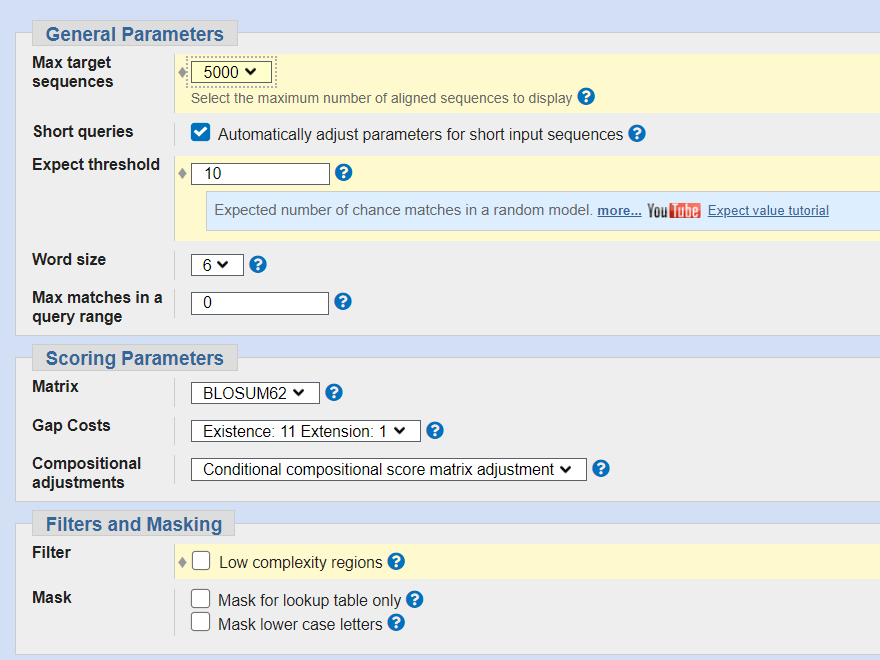 General Parameters
Max target
sequences
5000
Select the maximum number of aligned sequences to display ?
Short queries
Automatically adjust parameters for short input sequences ?
Expect threshold
10 ?
Expected number of chance matches in a random model. more... YouTube Expect value tutorial
Word size
6 ?
Max matches in a
query range
0 ?
Scoring Parameters
Matrix
BLOSUM62 ?
Gap Costs
Existence: 11 Extension: 1 ?
Compositional
adjustments
Conditional compositional score matrix adjustment ?
Filters and Masking
Filter
Low complexity regions ?
Mask
Mask for lookup table only ?
Mask lower case letters ?